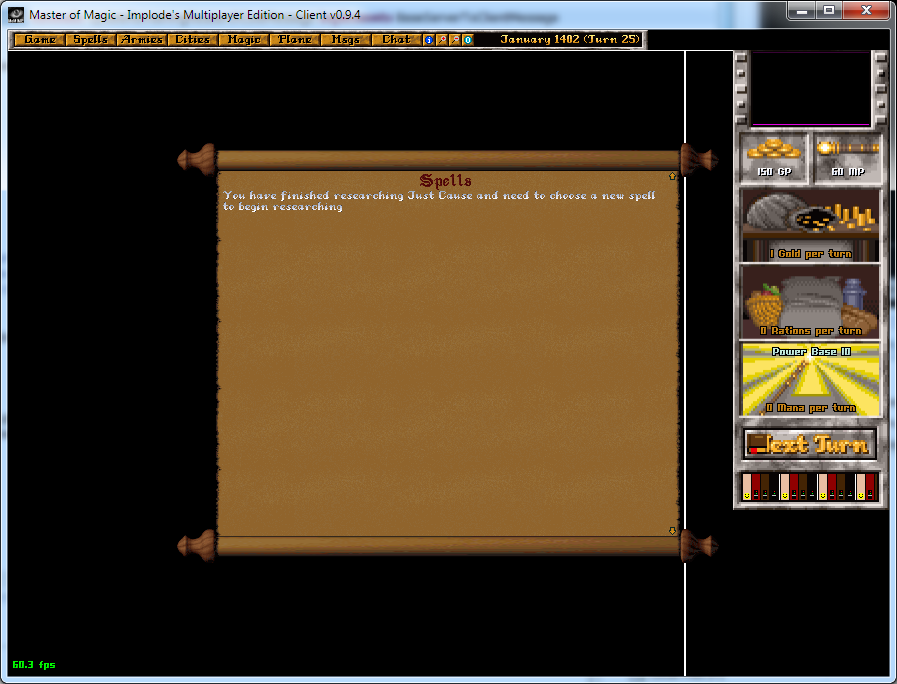 Master of Magic - Implode's Multiplayer Edition - Client v0.9.4
Game Spells Armies Cities Magic Plane Msgs Chat January 1402 (Turn 25)
150 GP 60 MP
Spells
You have finished researching Just Cause and need to choose a new spell
to begin researching
1 Gold per turn
0 Rations per turn
Power Base 10
0 Mana per turn
Next Turn
60.3 fps